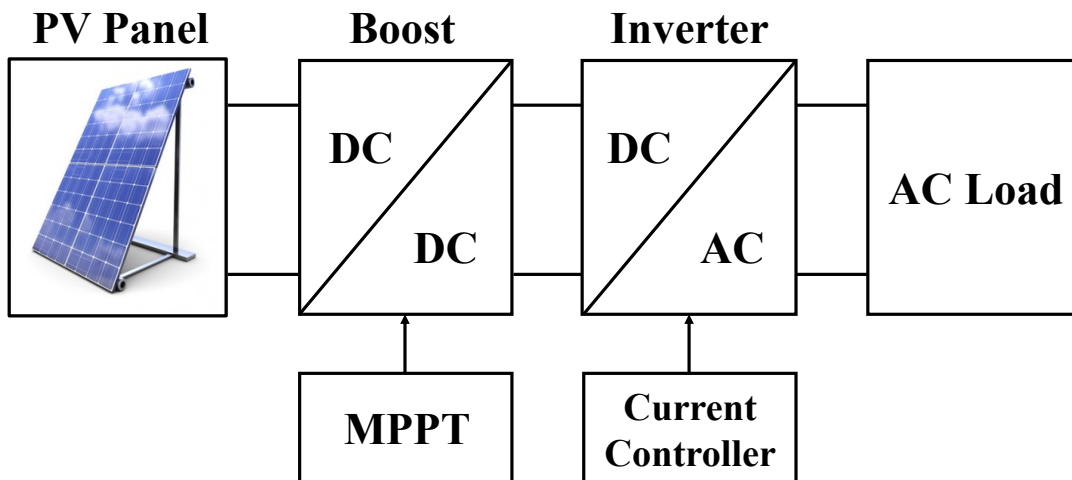 PV Panel
Boost
Inverter
DC
DC
DC
AC
AC Load
MPPT
Current
Controller